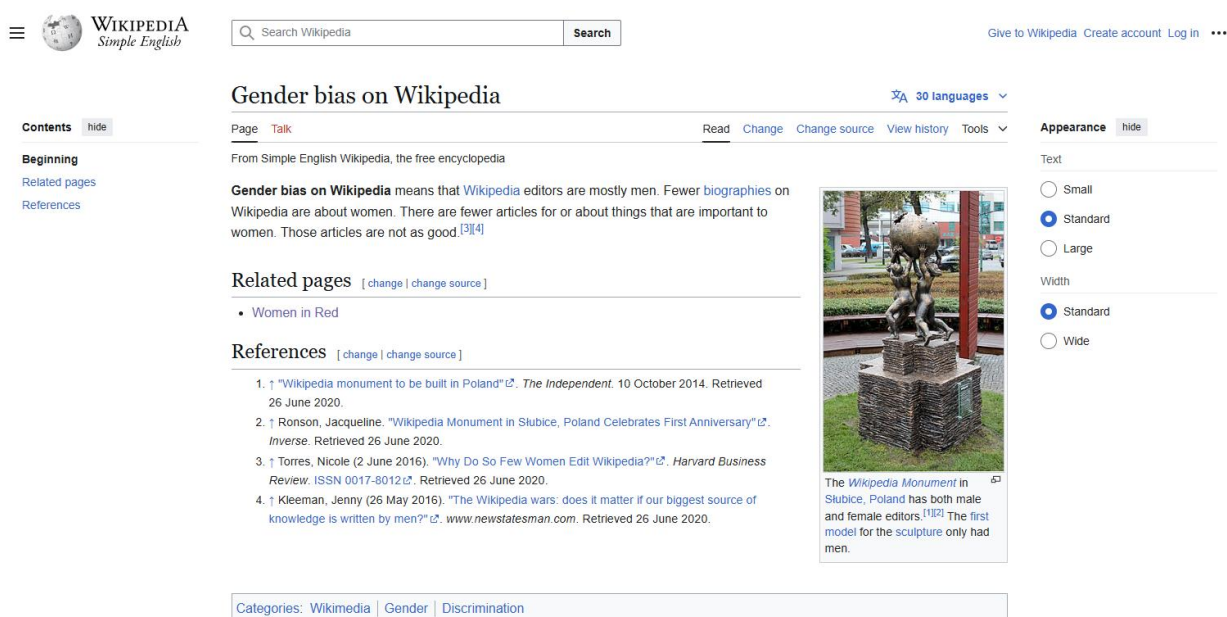 WIKIPEDIA
Simple English
Search Wikipedia
Search
Give to Wikipedia Create account Log in
Contents hide
Beginning
Related pages
References
Gender bias on Wikipedia
30 languages
Page Talk
Read Change Change source View history Tools
From Simple English Wikipedia, the free encyclopedia
Gender bias on Wikipedia means that Wikipedia editors are mostly men. Fewer biographies on
Wikipedia are about women. There are fewer articles for or about things that are important to
women. Those articles are not as good.[3][4]
Related pages [ change | change source ]
• Women in Red
References [ change | change source ]
1. ↑ "Wikipedia monument to be built in Poland". The Independent. 10 October 2014. Retrieved
26 June 2020.
2. ↑ Ronson, Jacqueline. "Wikipedia Monument in Słubice, Poland Celebrates First Anniversary".
Inverse. Retrieved 26 June 2020.
3. ↑ Torres, Nicole (2 June 2016). "Why Do So Few Women Edit Wikipedia?". Harvard Business
Review. ISSN 0017-8012. Retrieved 26 June 2020.
4. ↑ Kleeman, Jenny (26 May 2016). "The Wikipedia wars: does it matter if our biggest source of
knowledge is written by men?". www.newstatesman.com. Retrieved 26 June 2020.
The Wikipedia Monument in
Słubice, Poland has both male
and female editors.[1][2] The first
model for the sculpture only had
men.
Appearance hide
Text
Small
Standard
Large
Width
Standard
Wide
Categories: Wikimedia | Gender | Discrimination